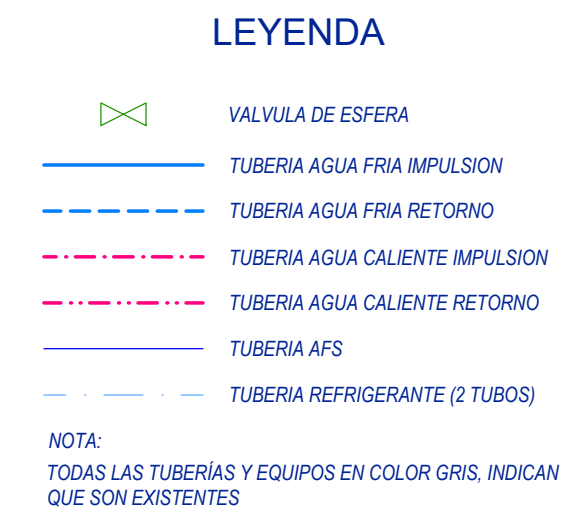 LEYENDA
VALVULA DE ESFERA
TUBERIA AGUA FRIA IMPULSION
TUBERIA AGUA FRIA RETORNO
TUBERIA AGUA CALIENTE IMPULSION
TUBERIA AGUA CALIENTE RETORNO
TUBERIA AFS
TUBERIA REFRIGERANTE (2 TUBOS)
NOTA:
TODAS LAS TUBERÍAS Y EQUIPOS EN COLOR GRIS, INDICAN
QUE SON EXISTENTES